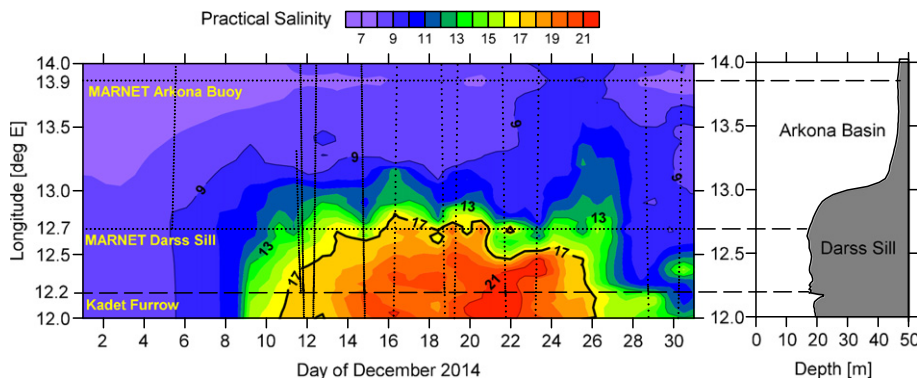 Practical Salinity
7 9 11 13 15 17 19 21
Longitude [deg E]
14.0
13.9
13.5
13.0
12.7
12.5
12.2
12.0
MARNET Arkona Buoy
MARNET Darss Sill
Kadet Furrow
9
9
9
9
13
13
13
17
17
17
21
2 4 6 8 10 12 14 16 18 20 22 24 26 28 30
Day of December 2014
14.0
13.5
13.0
12.5
12.0
Arkona Basin
Darss Sill
0 10 20 30 40 50
Depth [m]